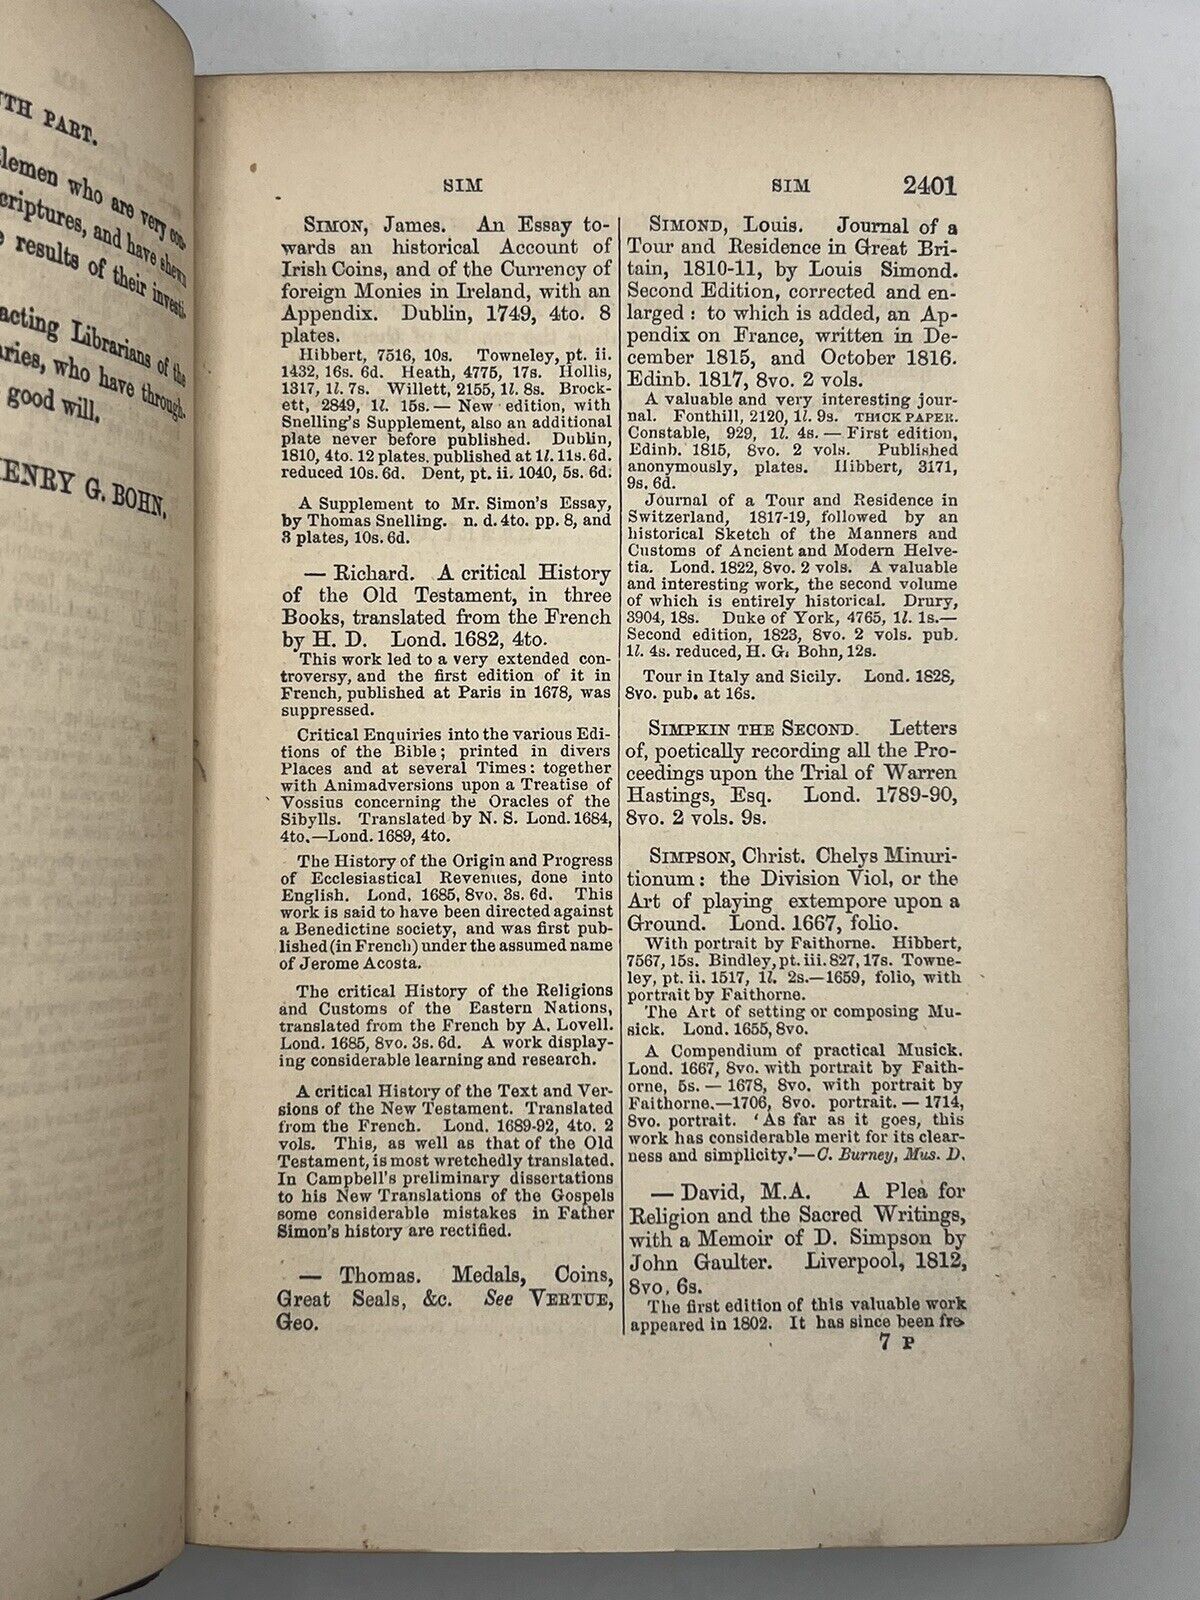 NTH PART.
tlemen who are very con-
criptures, and have shewn
e results of their investi-
acting Librarians of the
aries, who have through-
good will.
HENRY G. BOHN.
SIM
SIM 2401
SIMON, James. An Essay to-
wards an historical Account of
Irish Coins, and of the Currency of
foreign Monies in Ireland, with an
Appendix. Dublin, 1749, 4to. 8
plates.
Hibbert, 7516, 10s. Towneley, pt. ii.
1432, 16s. 6d. Heath, 4775, 17s. Hollis,
1317, 1l. 7s. Willett, 2155, 1l. 8s. Brock-
ett, 2849, 1l. 15s.— New edition, with
Snelling's Supplement, also an additional
plate never before published. Dublin,
1810, 4to. 12 plates. published at 1l. 11s. 6d.
reduced 10s. 6d. Dent, pt. ii. 1040, 5s. 6d.
A Supplement to Mr. Simon's Essay,
by Thomas Snelling. n. d. 4to. pp. 8, and
3 plates, 10s. 6d.
— Richard. A critical History
of the Old Testament, in three
Books, translated from the French
by H. D. Lond. 1682, 4to.
This work led to a very extended con-
troversy, and the first edition of it in
French, published at Paris in 1678, was
suppressed.
Critical Enquiries into the various Edi-
tions of the Bible; printed in divers
Places and at several Times: together
with Animadversions upon a Treatise of
Vossius concerning the Oracles of the
Sibylls. Translated by N. S. Lond. 1684,
4to.—Lond. 1689, 4to.
The History of the Origin and Progress
of Ecclesiastical Revenues, done into
English. Lond. 1685, 8vo. 3s. 6d. This
work is said to have been directed against
a Benedictine society, and was first pub-
lished (in French) under the assumed name
of Jerome Acosta.
The critical History of the Religions
and Customs of the Eastern Nations,
translated from the French by A. Lovell.
Lond. 1685, 8vo. 3s. 6d. A work display-
ing considerable learning and research.
A critical History of the Text and Ver-
sions of the New Testament. Translated
from the French. Lond. 1689-92, 4to. 2
vols. This, as well as that of the Old
Testament, is most wretchedly translated.
In Campbell's preliminary dissertations
to his New Translations of the Gospels
some considerable mistakes in Father
Simon's history are rectified.
— Thomas. Medals, Coins,
Great Seals, &c. See VERTUE,
Geo.
SIMOND, Louis. Journal of a
Tour and Residence in Great Bri-
tain, 1810-11, by Louis Simond.
Second Edition, corrected and en-
larged: to which is added, an Ap-
pendix on France, written in De-
cember 1815, and October 1816.
Edinb. 1817, 8vo. 2 vols.
A valuable and very interesting jour-
nal. Fonthill, 2120, 1l. 9s. THICK PAPER.
Constable, 929, 1l. 4s. — First edition,
Edinb. 1815, 8vo. 2 vols. Published
anonymously, plates. Hibbert, 3171,
9s. 6d.
Journal of a Tour and Residence in
Switzerland, 1817-19, followed by an
historical Sketch of the Manners and
Customs of Ancient and Modern Helve-
tia. Lond. 1822, 8vo. 2 vols. A valuable
and interesting work, the second volume
of which is entirely historical. Drury,
3904, 18s. Duke of York, 4765, 1l. 1s.—
Second edition, 1823, 8vo. 2 vols. pub.
1l. 4s. reduced, H. G. Bohn, 12s.
Tour in Italy and Sicily. Lond. 1828,
8vo. pub. at 16s.
SIMPKIN THE SECOND. Letters
of, poetically recording all the Pro-
ceedings upon the Trial of Warren
Hastings, Esq. Lond. 1789-90,
8vo. 2 vols. 9s.
SIMPSON, Christ. Chelys Minuri-
tionum: the Division Viol, or the
Art of playing extempore upon a
Ground. Lond. 1667, folio.
With portrait by Faithorne. Hibbert,
7567, 15s. Bindley, pt. iii. 827, 17s. Towne-
ley, pt. ii. 1517, 1l. 2s.—1659, folio, with
portrait by Faithorne.
The Art of setting or composing Mu-
sick. Lond. 1655, 8vo.
A Compendium of practical Musick.
Lond. 1667, 8vo. with portrait by Faith-
orne, 5s. — 1678, 8vo. with portrait by
Faithorne.—1706, 8vo. portrait. — 1714,
8vo. portrait. 'As far as it goes, this
work has considerable merit for its clear-
ness and simplicity.'—C. Burney, Mus. D.
— David, M.A. A Plea for
Religion and the Sacred Writings,
with a Memoir of D. Simpson by
John Gaulter. Liverpool, 1812,
8vo. 6s.
The first edition of this valuable work
appeared in 1802. It has since been fre-
7 P